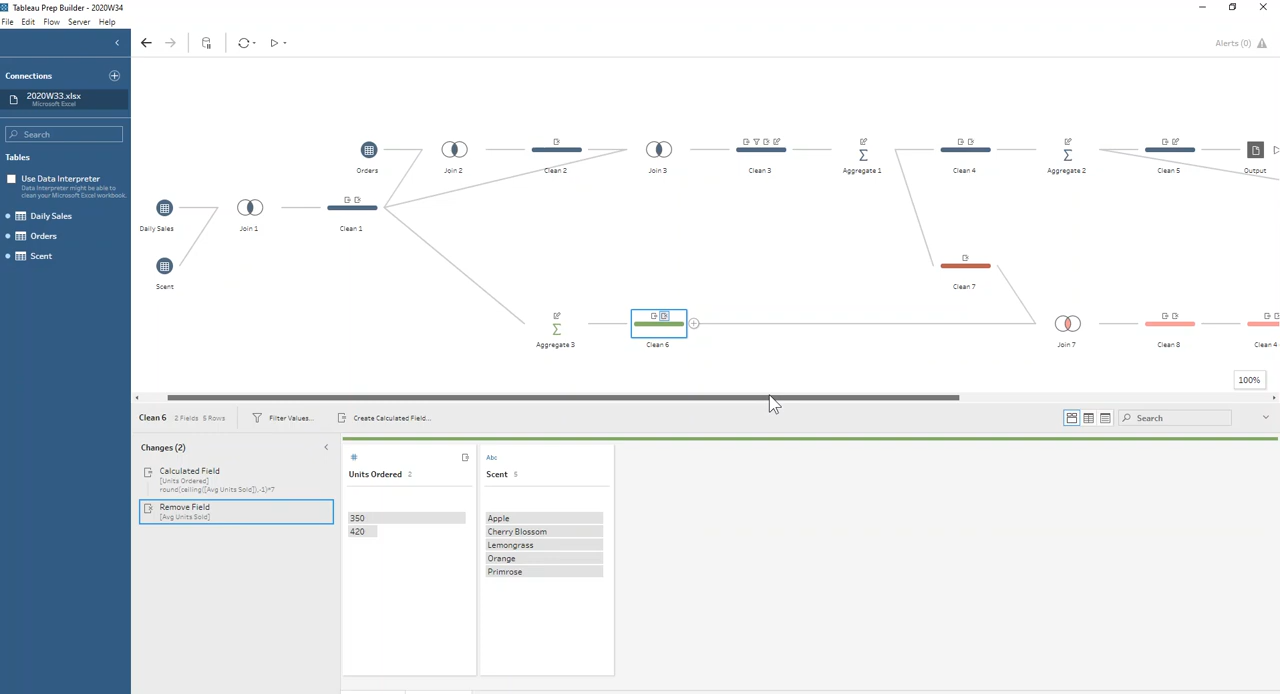 Tableau Prep Builder - 2020W34
File Edit Flow Server Help
Alerts (0)
Connections
2020W33.xlsx
Microsoft Excel
Search
Tables
Use Data Interpreter
Data Interpreter might be able to
clean your Microsoft Excel workbook.
Daily Sales
Orders
Scent
Orders
Join 2
Clean 2
Join 3
Clean 3
Aggregate 1
Clean 4
Aggregate 2
Clean 5
Output
Daily Sales
Join 1
Clean 1
Scent
Clean 7
Aggregate 3
Clean 6
Join 7
Clean 8
Clean 4
100%
Clean 6 2 Fields 5 Rows
Filter Values...
Create Calculated Field...
Search
Changes (2)
Calculated Field
[Units Ordered]
round(ceiling([Avg Units Sold]),-1)*7
Remove Field
[Avg Units Sold]
#
Units Ordered 2
350
420
Abc
Scent 5
Apple
Cherry Blossom
Lemongrass
Orange
Primrose